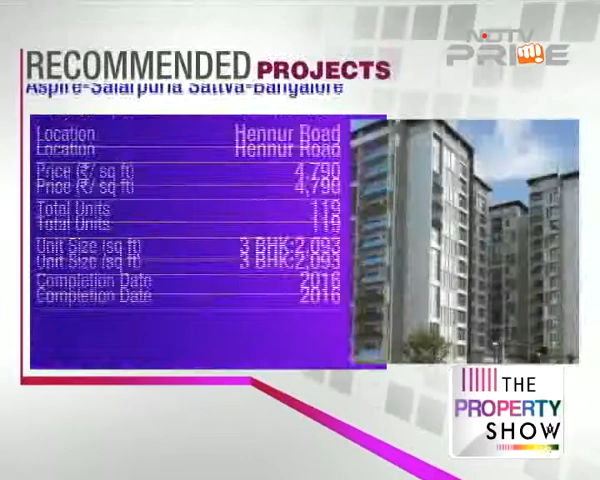 NDTV
PRIME
RECOMMENDED PROJECTS
Aspire-Salarpuria Sattva-Bangalore
Location Hennur Road
Price (₹/ sq ft) 4,790
Total Units 119
Unit Size (sq ft) 3 BHK:2,093
Completion Date 2016
THE
PROPERTY
SHOW